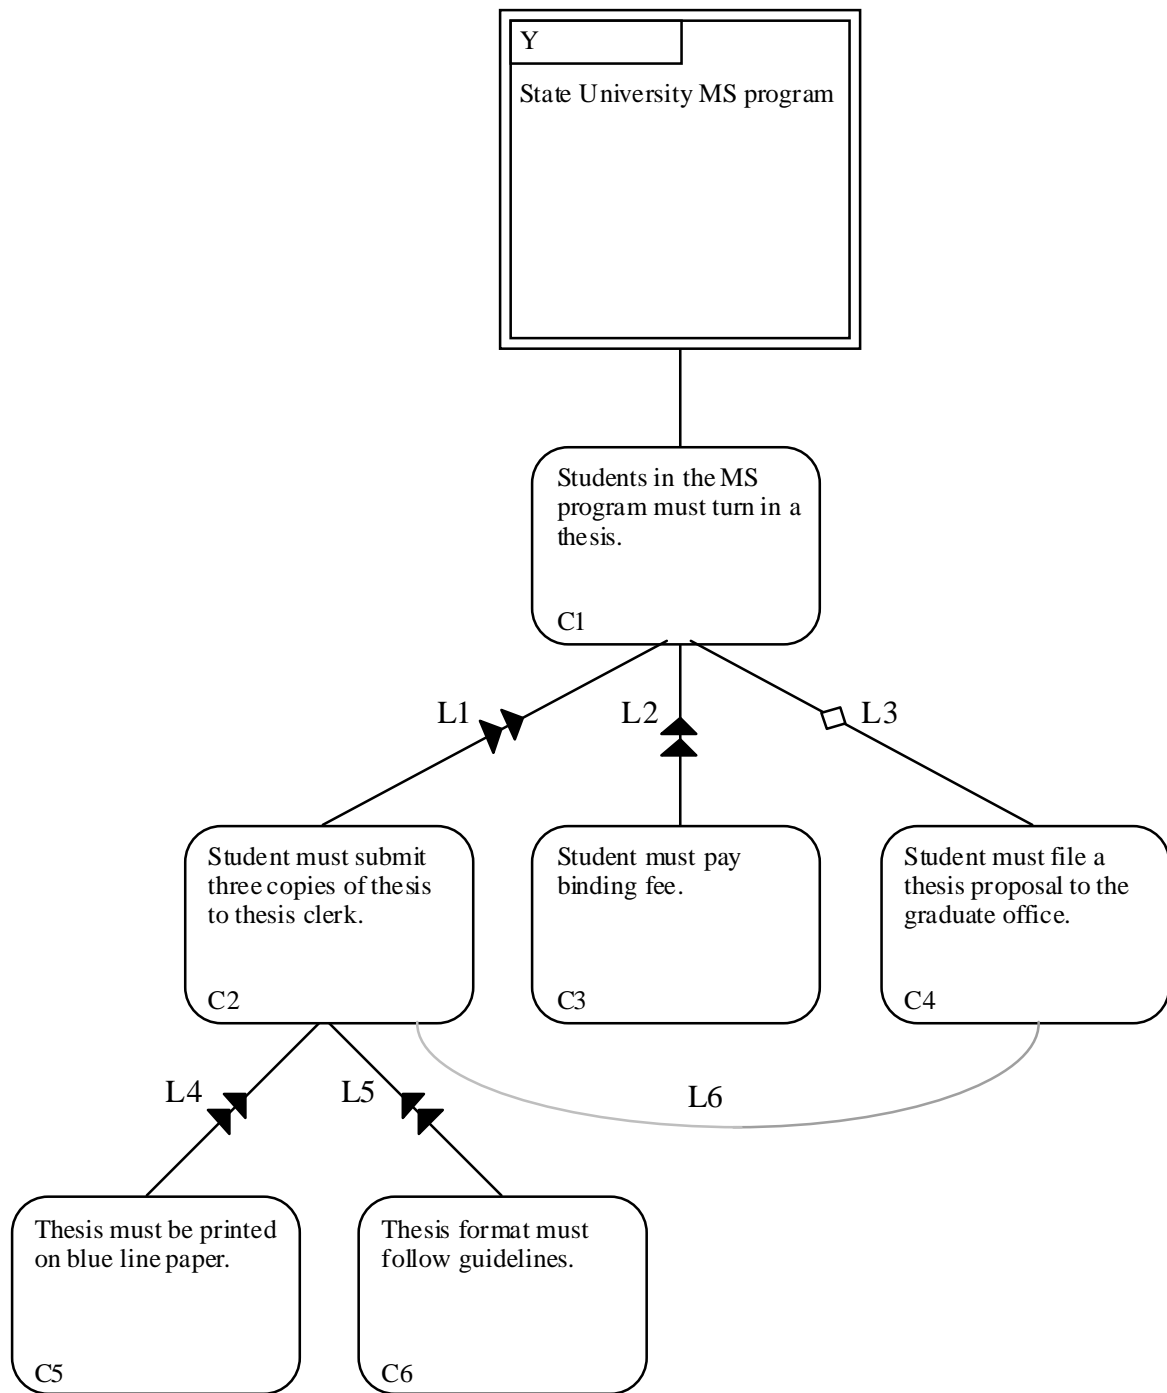 Y
State University MS program
Students in the MS
program must turn in a
thesis.
C1
L1
L2
L3
Student must submit
three copies of thesis
to thesis clerk.
C2
Student must pay
binding fee.
C3
Student must file a
thesis proposal to the
graduate office.
C4
L4
L5
L6
Thesis must be printed
on blue line paper.
C5
Thesis format must
follow guidelines.
C6